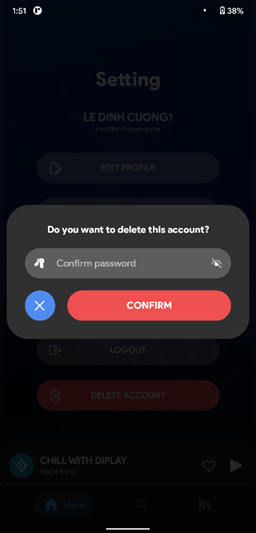 1:51
38%
Setting
LE DINH CUONG1
EDIT PROFILE
Do you want to delete this account?
Confirm password
CONFIRM
LOGOUT
DELETE ACCOUNT
CHILL WITH DIPLAY
Play a song
Home